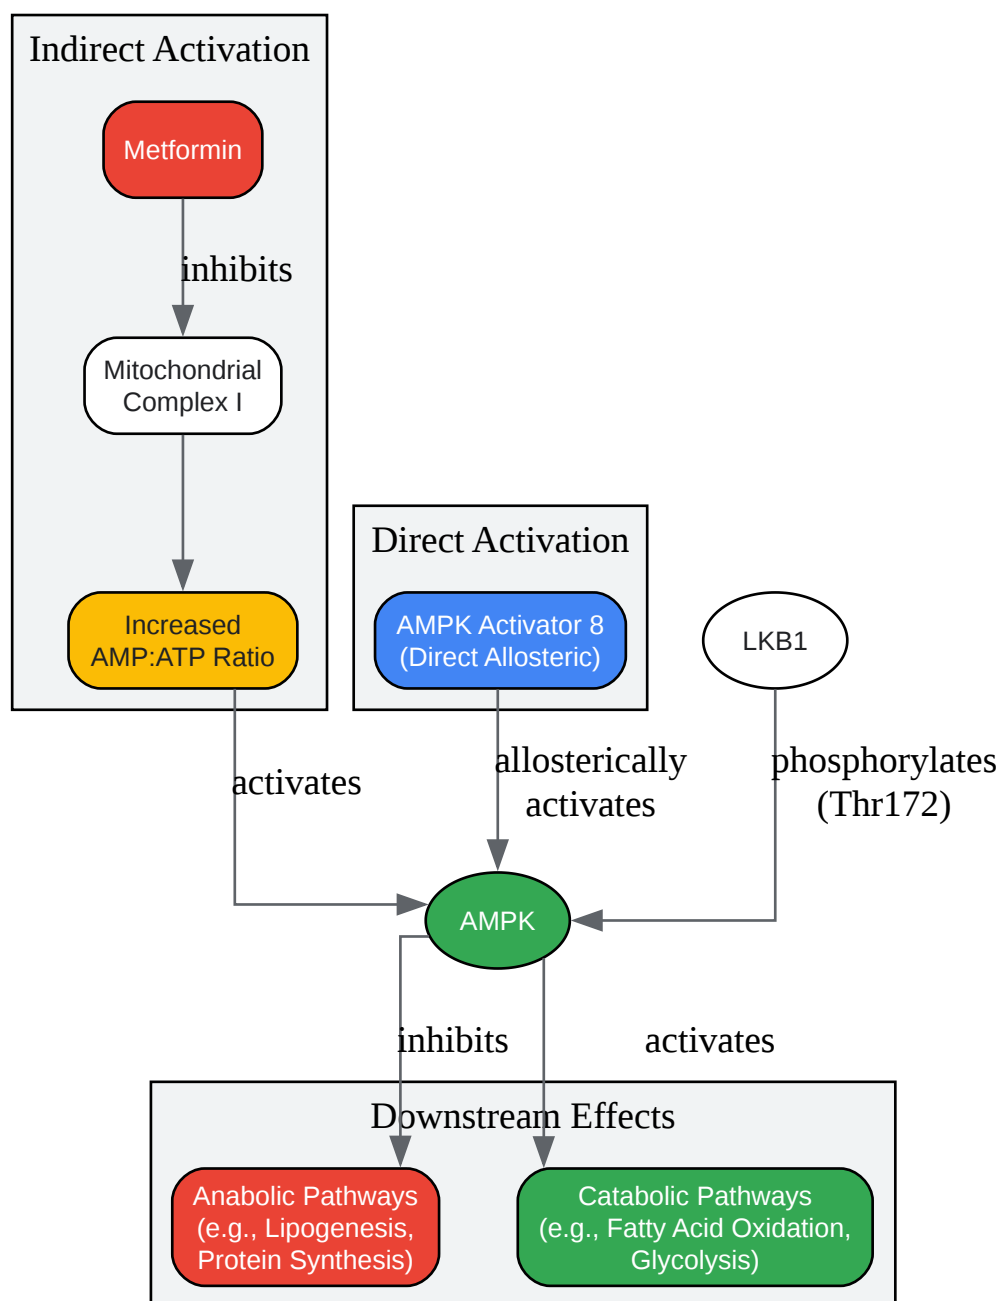 Indirect Activation
Metformin
inhibits
Mitochondrial
Complex I
Increased
AMP:ATP Ratio
Direct Activation
AMPK Activator 8
(Direct Allosteric)
LKB1
activates
allosterically
activates
phosphorylates
(Thr172)
AMPK
inhibits
activates
Downstream Effects
Anabolic Pathways
(e.g., Lipogenesis,
Protein Synthesis)
Catabolic Pathways
(e.g., Fatty Acid Oxidation,
Glycolysis)